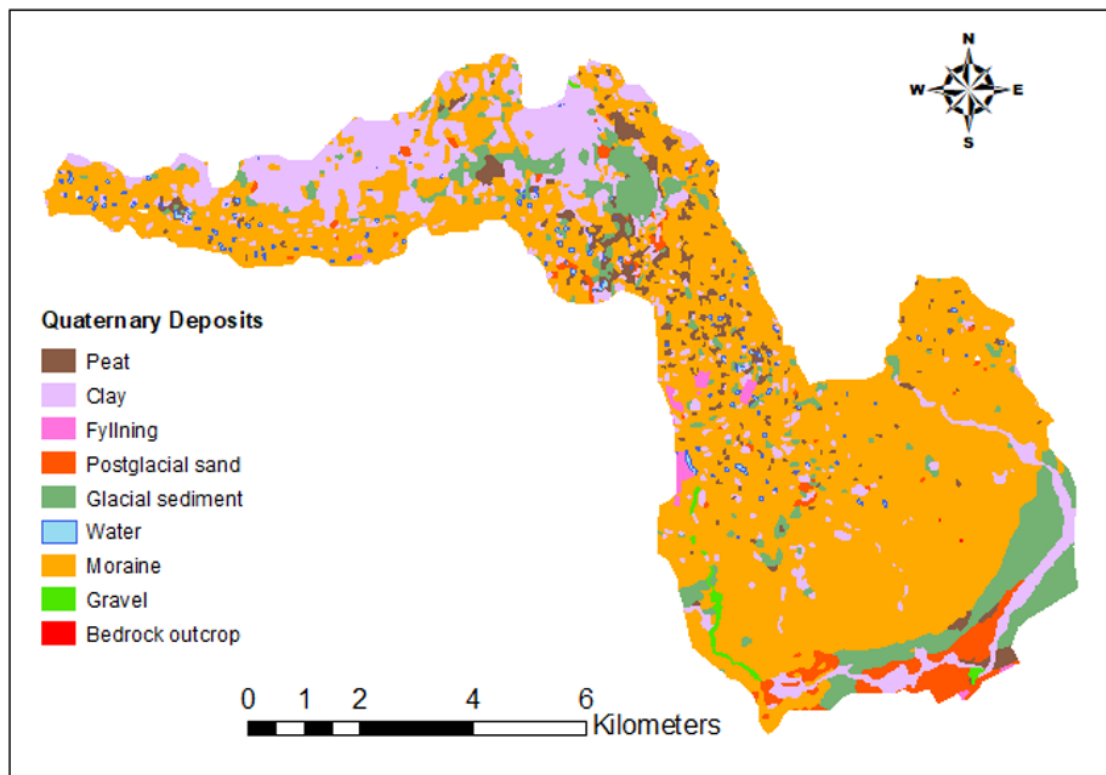 N
W E
S
Quaternary Deposits
Peat
Clay
Fyllning
Postglacial sand
Glacial sediment
Water
Moraine
Gravel
Bedrock outcrop
0 1 2 4 6
Kilometers